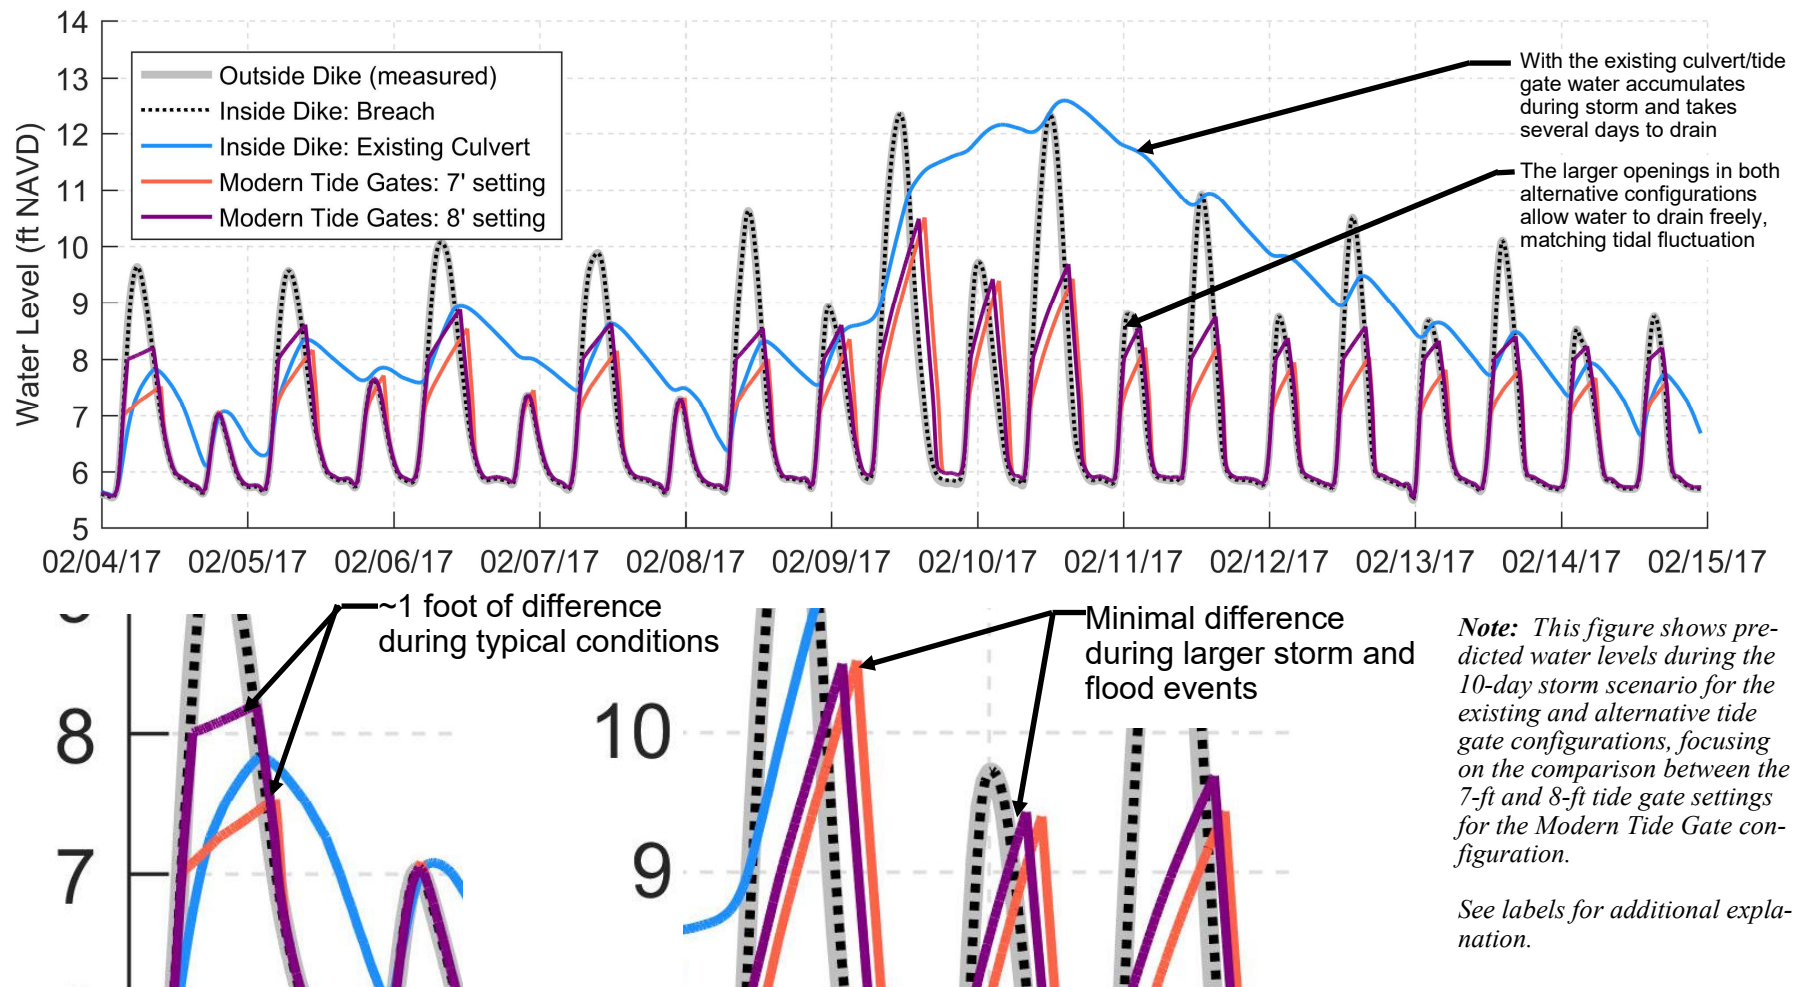 14
13
12
11
10
9
8
7
6
5
Water Level (ft NAVD)
Outside Dike (measured)
Inside Dike: Breach
Inside Dike: Existing Culvert
Modern Tide Gates: 7' setting
Modern Tide Gates: 8' setting
With the existing culvert/tide
gate water accumulates
during storm and takes
several days to drain
The larger openings in both
alternative configurations
allow water to drain freely,
matching tidal fluctuation
02/04/17 02/05/17 02/06/17 02/07/17 02/08/17 02/09/17 02/10/17 02/11/17 02/12/17 02/13/17 02/14/17 02/15/17
~1 foot of difference
during typical conditions
8
7
Minimal difference
during larger storm and
flood events
10
9
Note: This figure shows pre-
dicted water levels during the
10-day storm scenario for the
existing and alternative tide
gate configurations, focusing
on the comparison between the
7-ft and 8-ft tide gate settings
for the Modern Tide Gate con-
figuration.
See labels for additional expla-
nation.